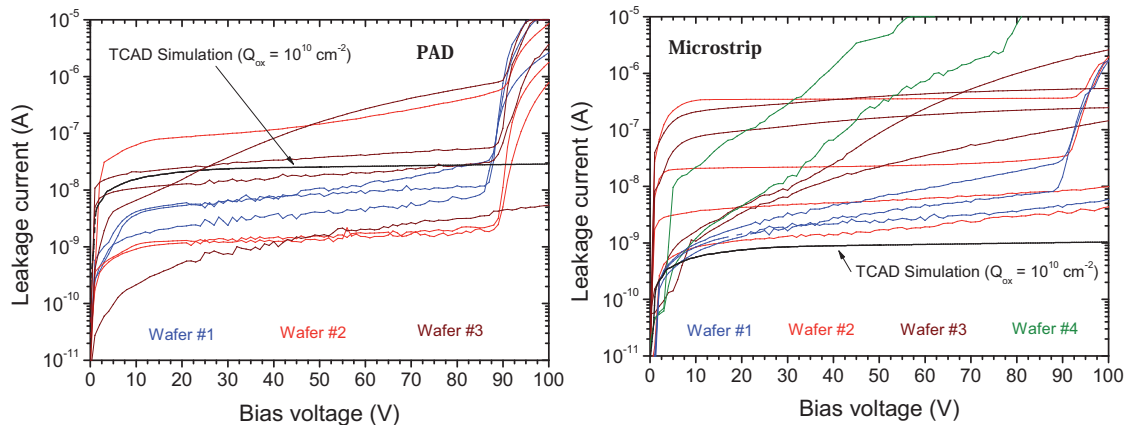 PAD
TCAD Simulation (Qox = 10^10 cm^-2)
Leakage current (A)
10^-5
10^-6
10^-7
10^-8
10^-9
10^-10
10^-11
Wafer #1 Wafer #2 Wafer #3
0 10 20 30 40 50 60 70 80 90 100
Bias voltage (V)
Microstrip
Leakage current (A)
10^-5
10^-6
10^-7
10^-8
10^-9
10^-10
10^-11
TCAD Simulation (Qox = 10^10 cm^-2)
Wafer #1 Wafer #2 Wafer #3 Wafer #4
0 10 20 30 40 50 60 70 80 90 100
Bias voltage (V)